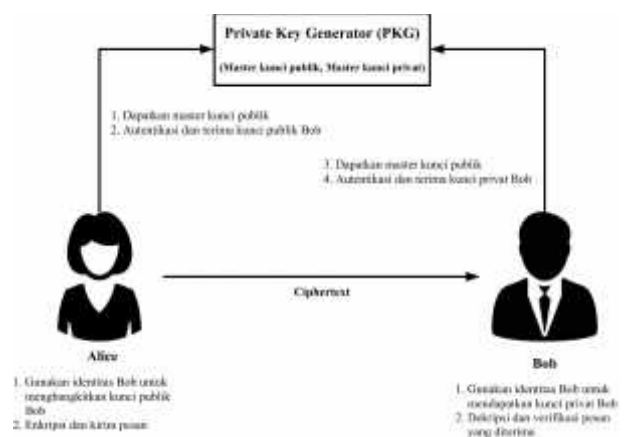 Private Key Generator (PKG)
(Master kunci publik, Master kunci privat)
1. Dapatkan master kunci publik
2. Autentikasi dan terima kunci publik Bob
3. Dapatkan master kunci publik
4. Autentikasi dan terima kunci privat Bob
Ciphertext
Alice
Bob
1. Gunakan identitas Bob untuk
membangkitkan kunci publik
Bob
2. Enkripsi dan kirim pesan
1. Gunakan identitas Bob untuk
mendapatkan kunci privat Bob
2. Dekripsi dan verifikasi pesan
yang diterima